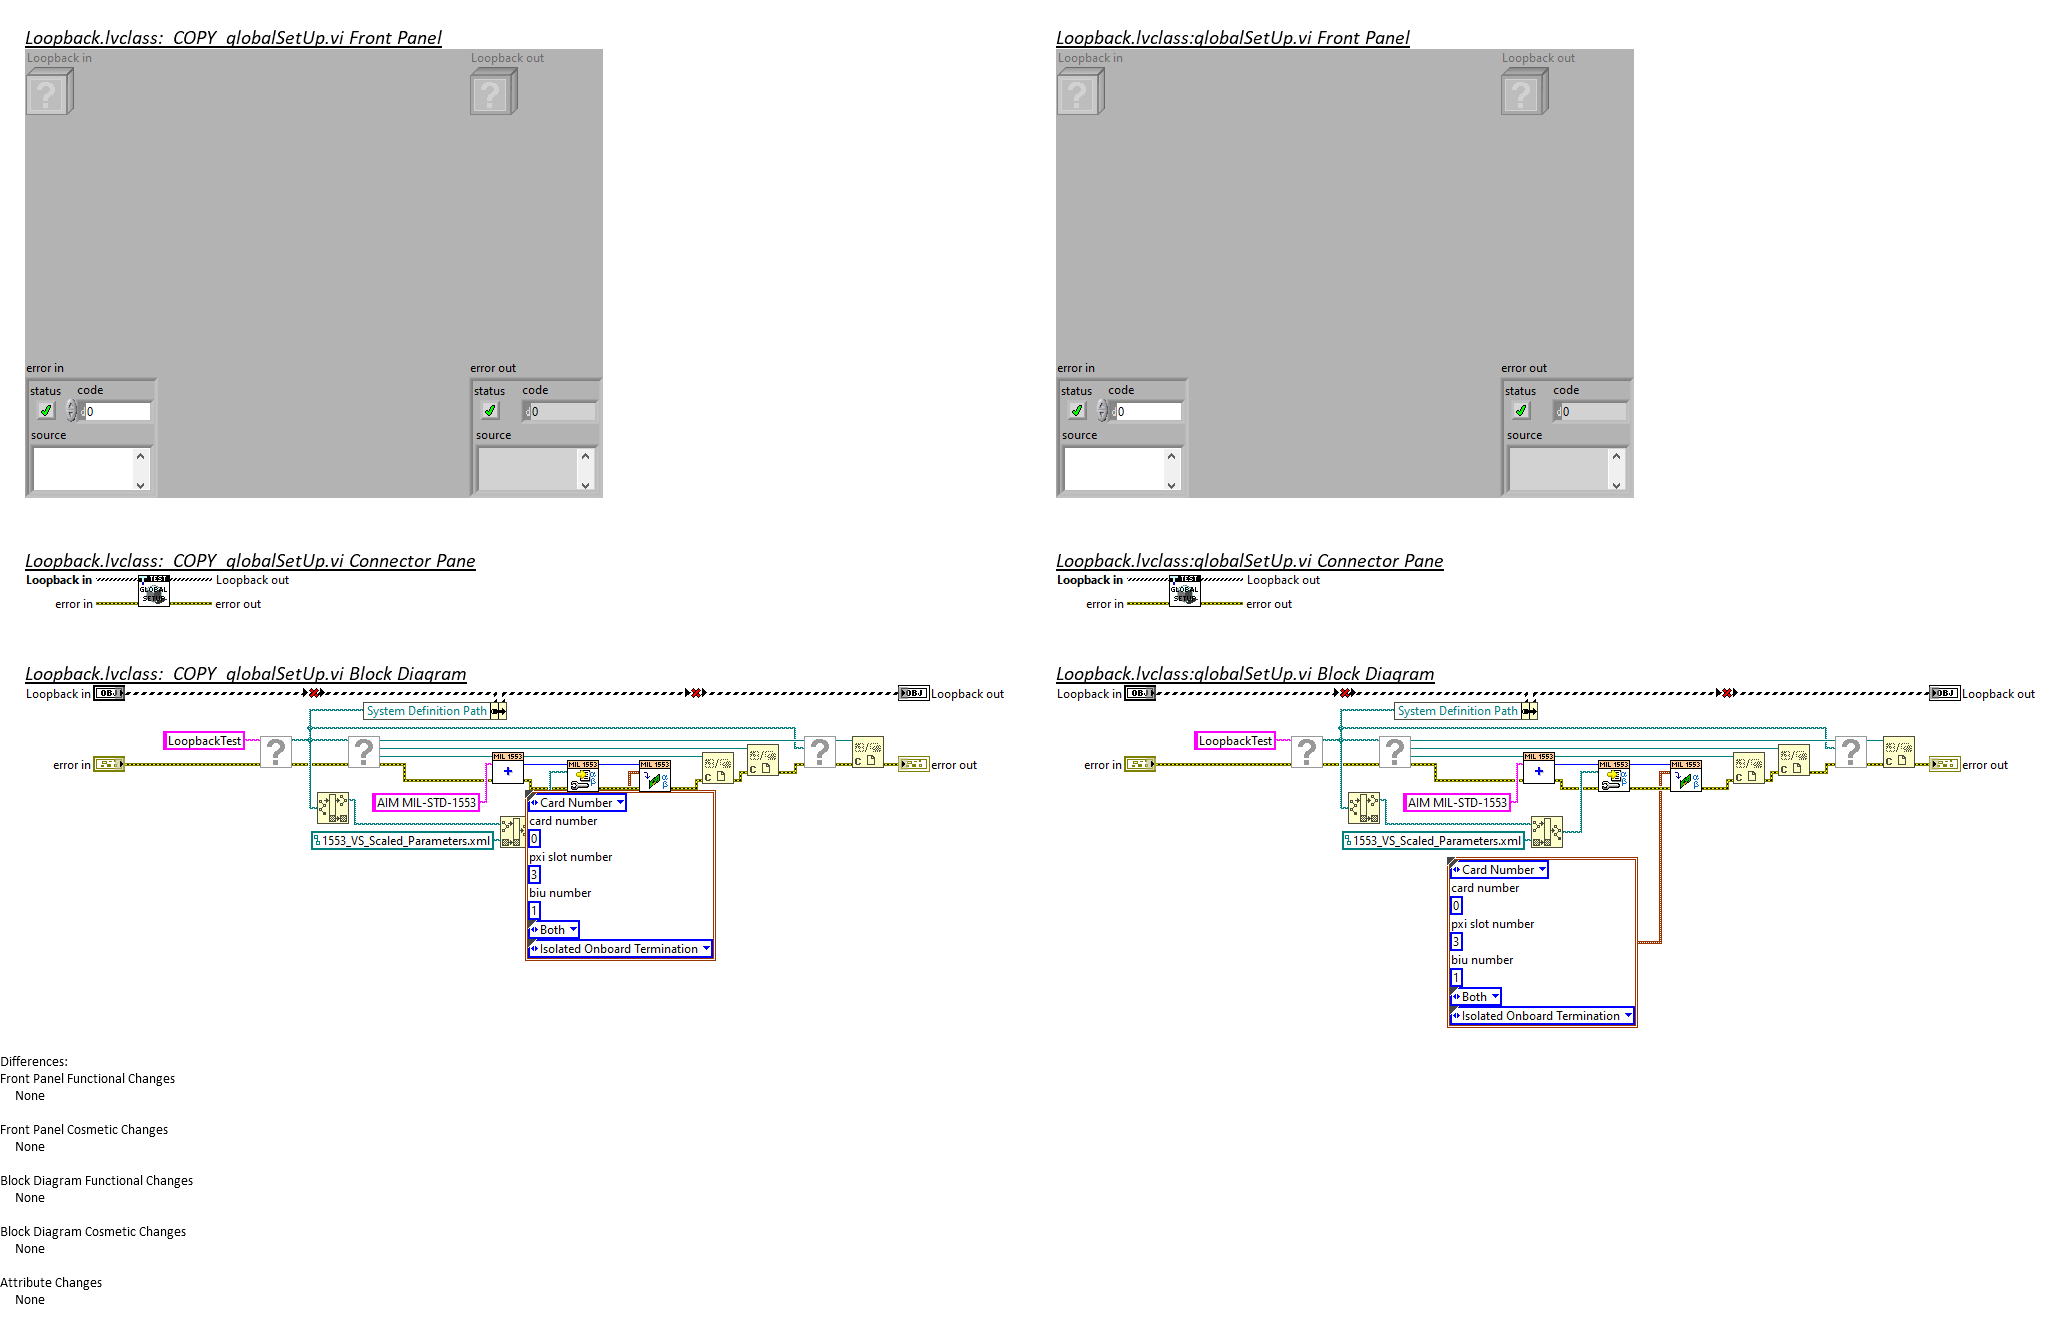 Loopback.lvclass:_COPY_globalSetUp.vi Front Panel
Loopback in
Loopback out
error in
status
code
0
source
error out
status
code
0
source
Loopback.lvclass:globalSetUp.vi Front Panel
Loopback in
Loopback out
error in
status
code
0
source
error out
status
code
0
source
Loopback.lvclass:_COPY_globalSetUp.vi Connector Pane
Loopback in
Loopback out
error in
error out
TEST
GLOBAL
SETUP
Loopback.lvclass:globalSetUp.vi Connector Pane
Loopback in
Loopback out
error in
error out
TEST
GLOBAL
SETUP
Loopback.lvclass:_COPY_globalSetUp.vi Block Diagram
Loopback in
OBJ
OBJ
Loopback out
System Definition Path
LoopbackTest
error in
MIL 1553
MIL 1553
MIL 1553
error out
AIM MIL-STD-1553
1553_VS_Scaled_Parameters.xml
Card Number
card number
0
pxi slot number
3
biu number
1
Both
Isolated Onboard Termination
Loopback.lvclass:globalSetUp.vi Block Diagram
Loopback in
OBJ
OBJ
Loopback out
System Definition Path
LoopbackTest
error in
MIL 1553
MIL 1553
MIL 1553
error out
AIM MIL-STD-1553
1553_VS_Scaled_Parameters.xml
Card Number
card number
0
pxi slot number
3
biu number
1
Both
Isolated Onboard Termination
Differences:
Front Panel Functional Changes
None
Front Panel Cosmetic Changes
None
Block Diagram Functional Changes
None
Block Diagram Cosmetic Changes
None
Attribute Changes
None